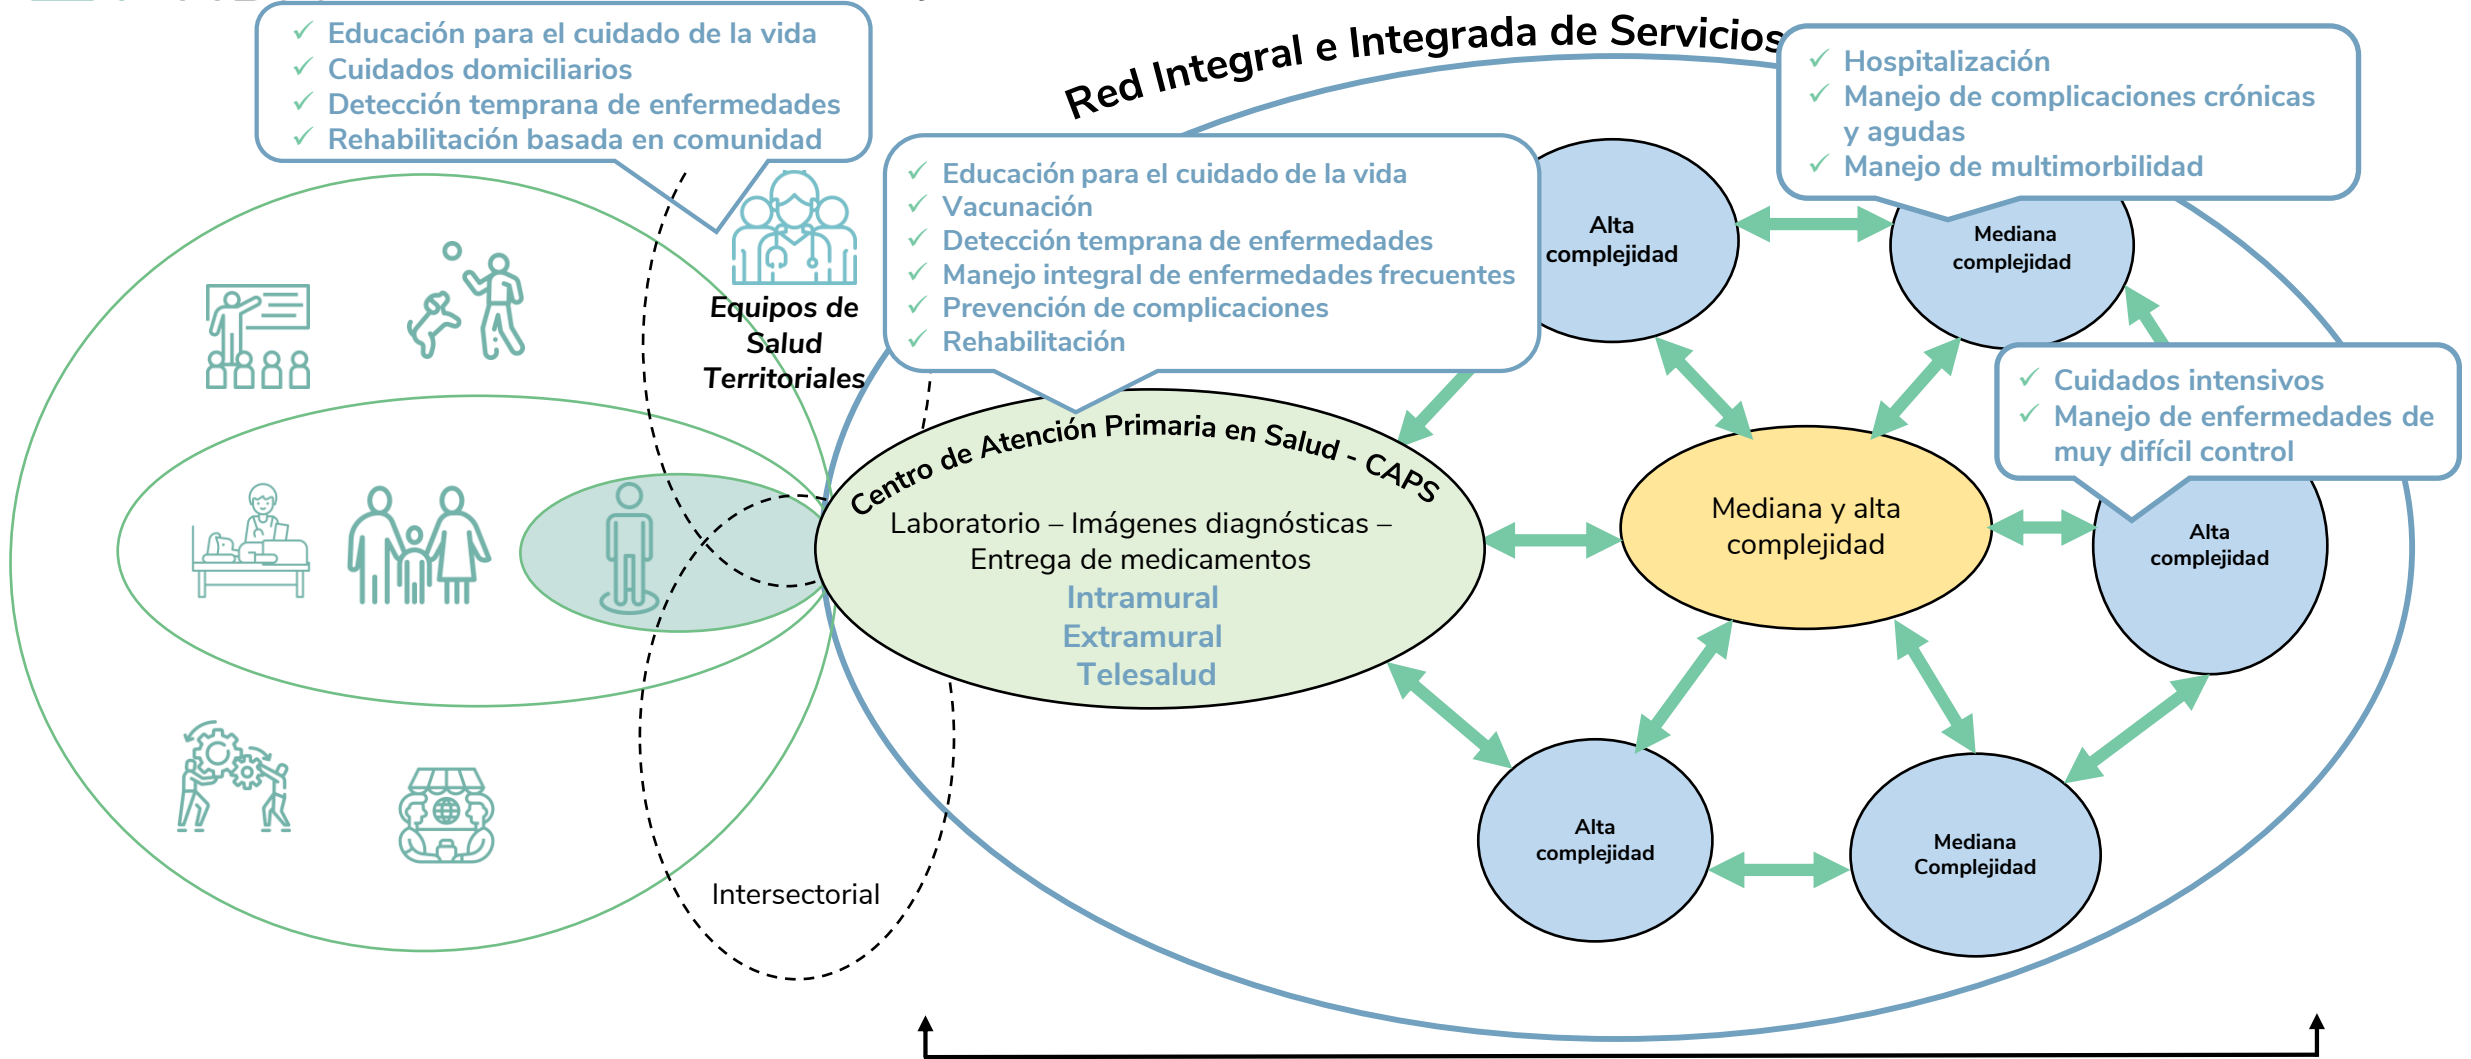 Educación para el cuidado de la vida
Cuidados domiciliarios
Detección temprana de enfermedades
Rehabilitación basada en comunidad
Red Integral e Integrada de Servicios
Hospitalización
Manejo de complicaciones crónicas
y agudas
Manejo de multimorbilidad
Educación para el cuidado de la vida
Vacunación
Detección temprana de enfermedades
Manejo integral de enfermedades frecuentes
Prevención de complicaciones
Rehabilitación
Alta
complejidad
Mediana
complejidad
Equipos de
Salud
Territoriales
Cuidados intensivos
Manejo de enfermedades de
muy difícil control
Centro de Atención Primaria en Salud - CAPS
Laboratorio – Imágenes diagnósticas –
Entrega de medicamentos
Intramural
Extramural
Telesalud
Mediana y alta
complejidad
Alta
complejidad
Alta
complejidad
Mediana
Complejidad
Intersectorial